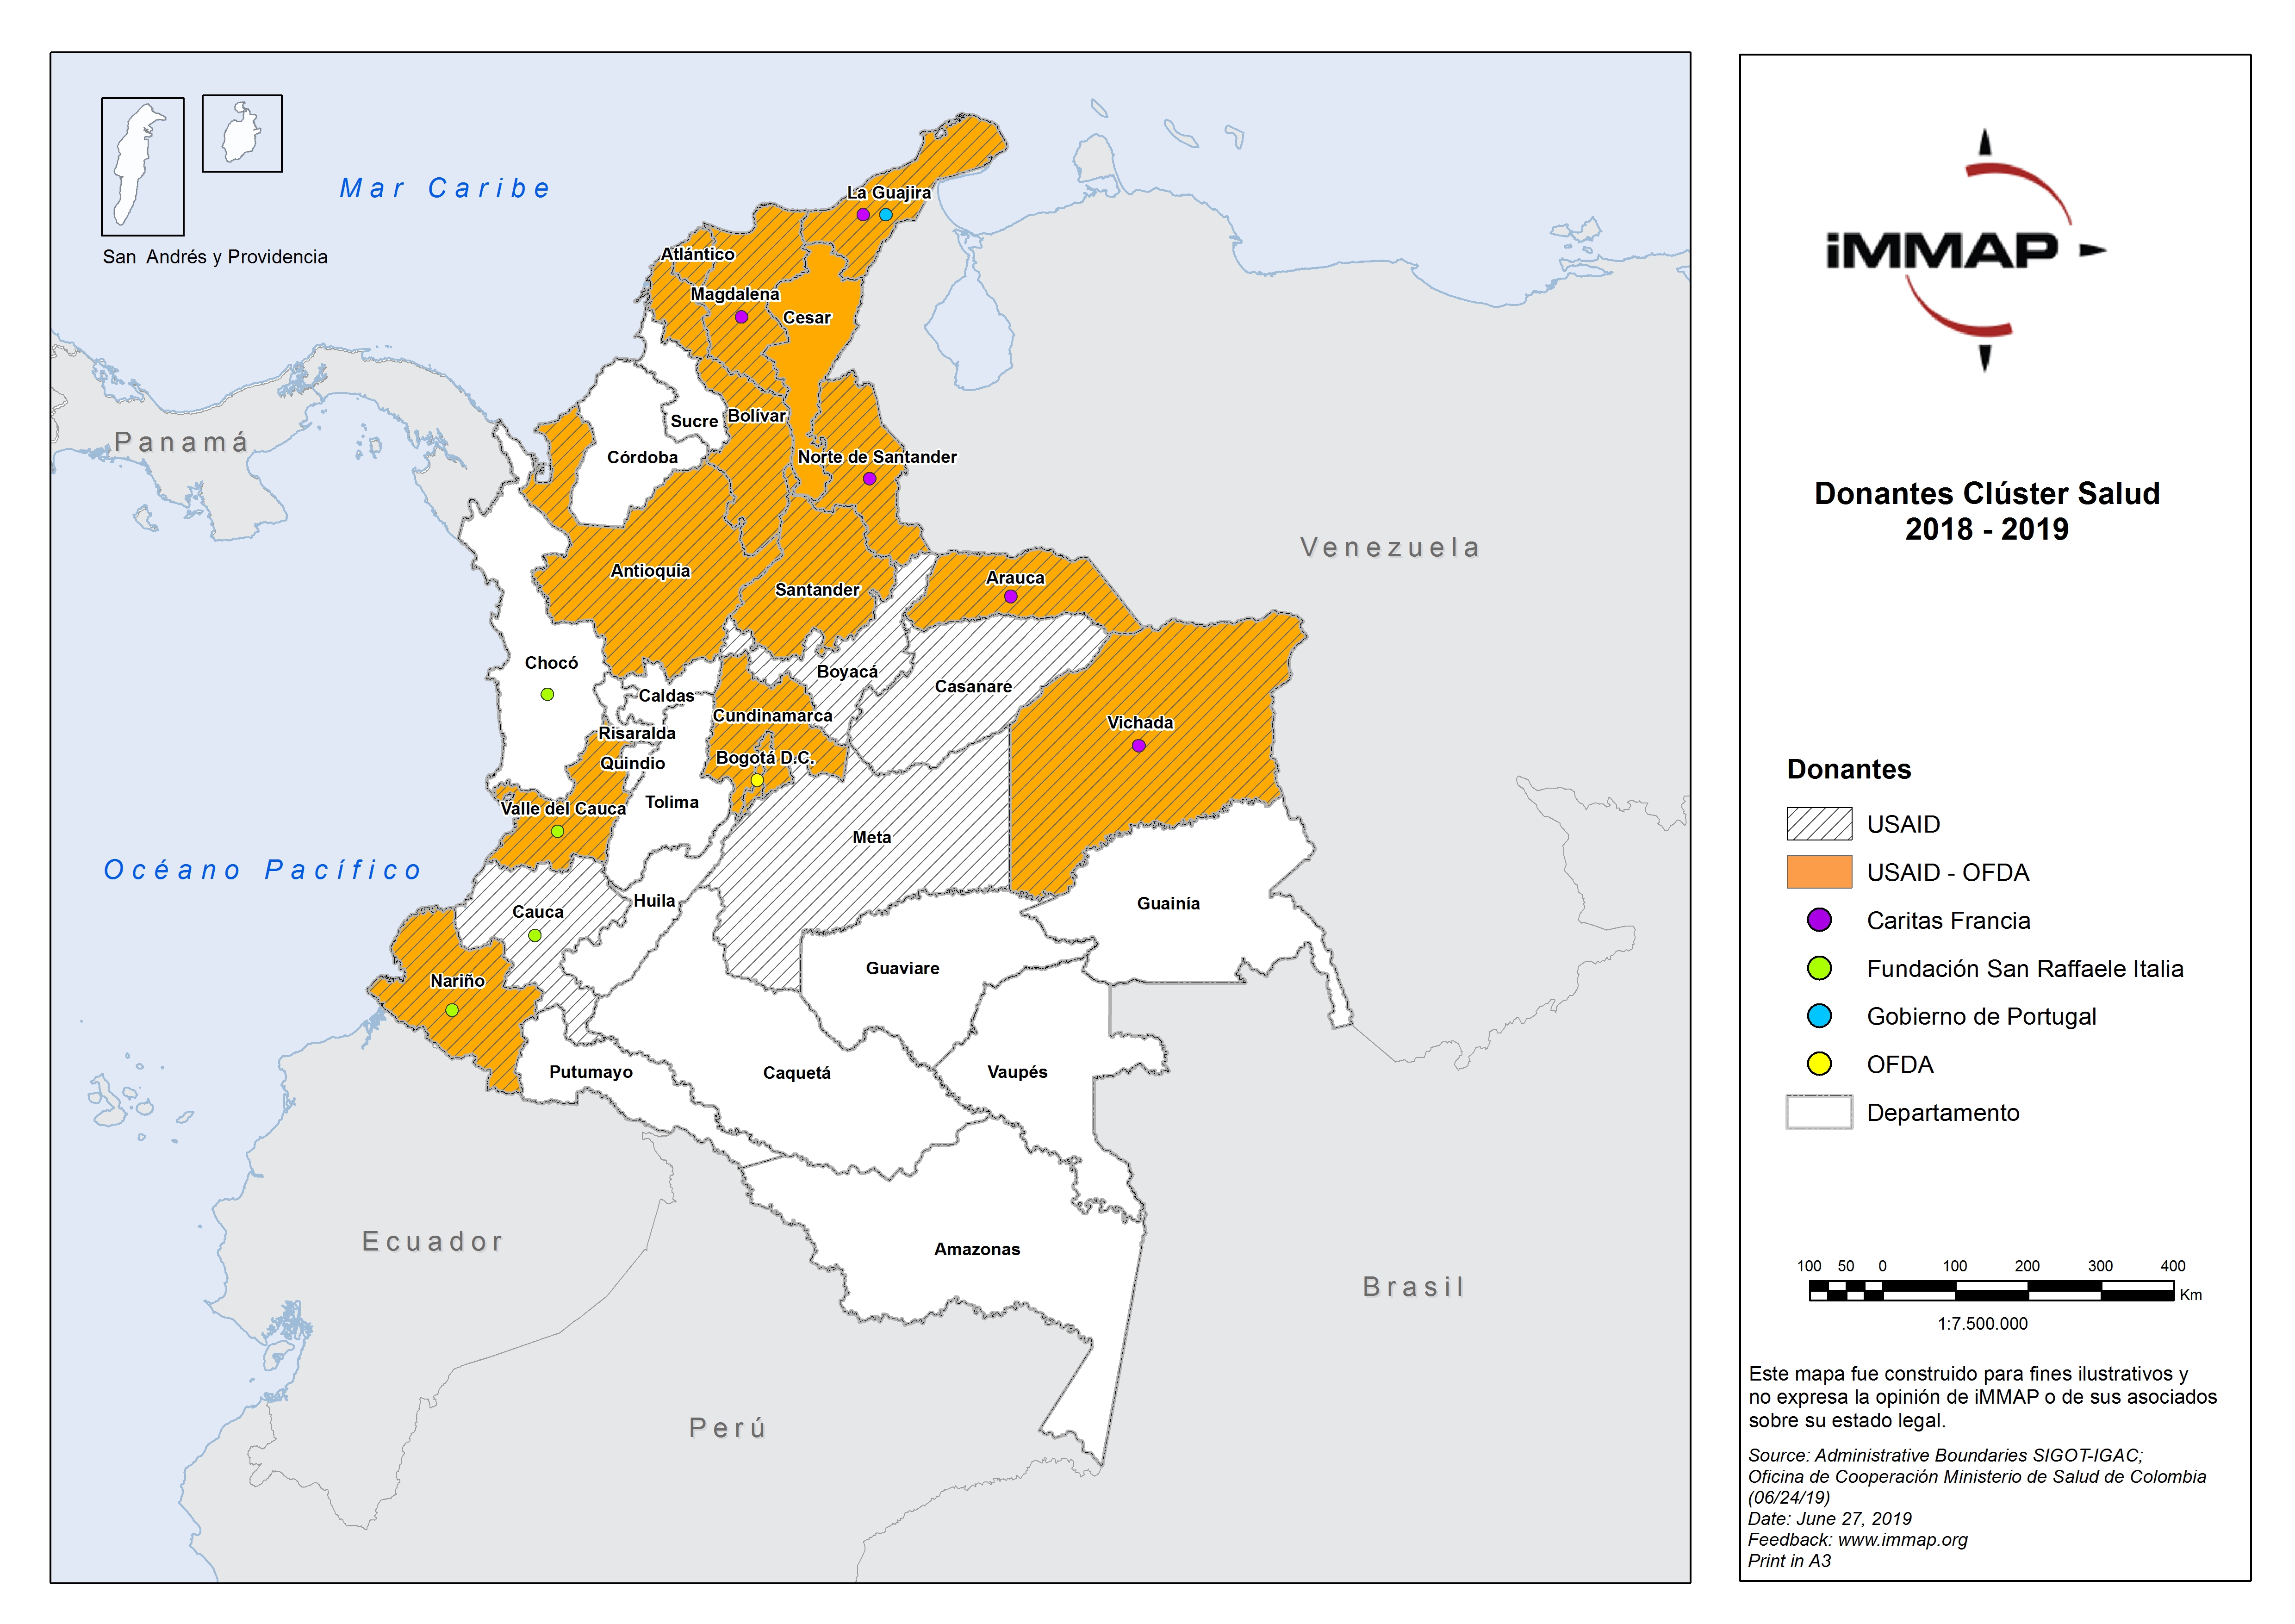 San Andrés y Providencia
Mar Caribe
La Guajira
Atlántico
Magdalena
Cesar
Panamá
Sucre
Bolívar
Córdoba
Norte de Santander
Venezuela
Antioquia
Santander
Arauca
Chocó
Boyacá
Casanare
Caldas
Cundinamarca
Vichada
Risaralda
Quindio
Bogotá D.C.
Tolima
Valle del Cauca
Meta
Océano Pacífico
Huila
Cauca
Guainía
Guaviare
Nariño
Putumayo
Caquetá
Vaupés
Ecuador
Amazonas
Brasil
Perú
iMMAP
Donantes Clúster Salud
2018 - 2019
Donantes
USAID
USAID - OFDA
Caritas Francia
Fundación San Raffaele Italia
Gobierno de Portugal
OFDA
Departamento
100 50 0 100 200 300 400
Km
1:7.500.000
Este mapa fue construido para fines ilustrativos y
no expresa la opinión de iMMAP o de sus asociados
sobre su estado legal.
Source: Administrative Boundaries SIGOT-IGAC;
Oficina de Cooperación Ministerio de Salud de Colombia
(06/24/19)
Date: June 27, 2019
Feedback: www.immap.org
Print in A3